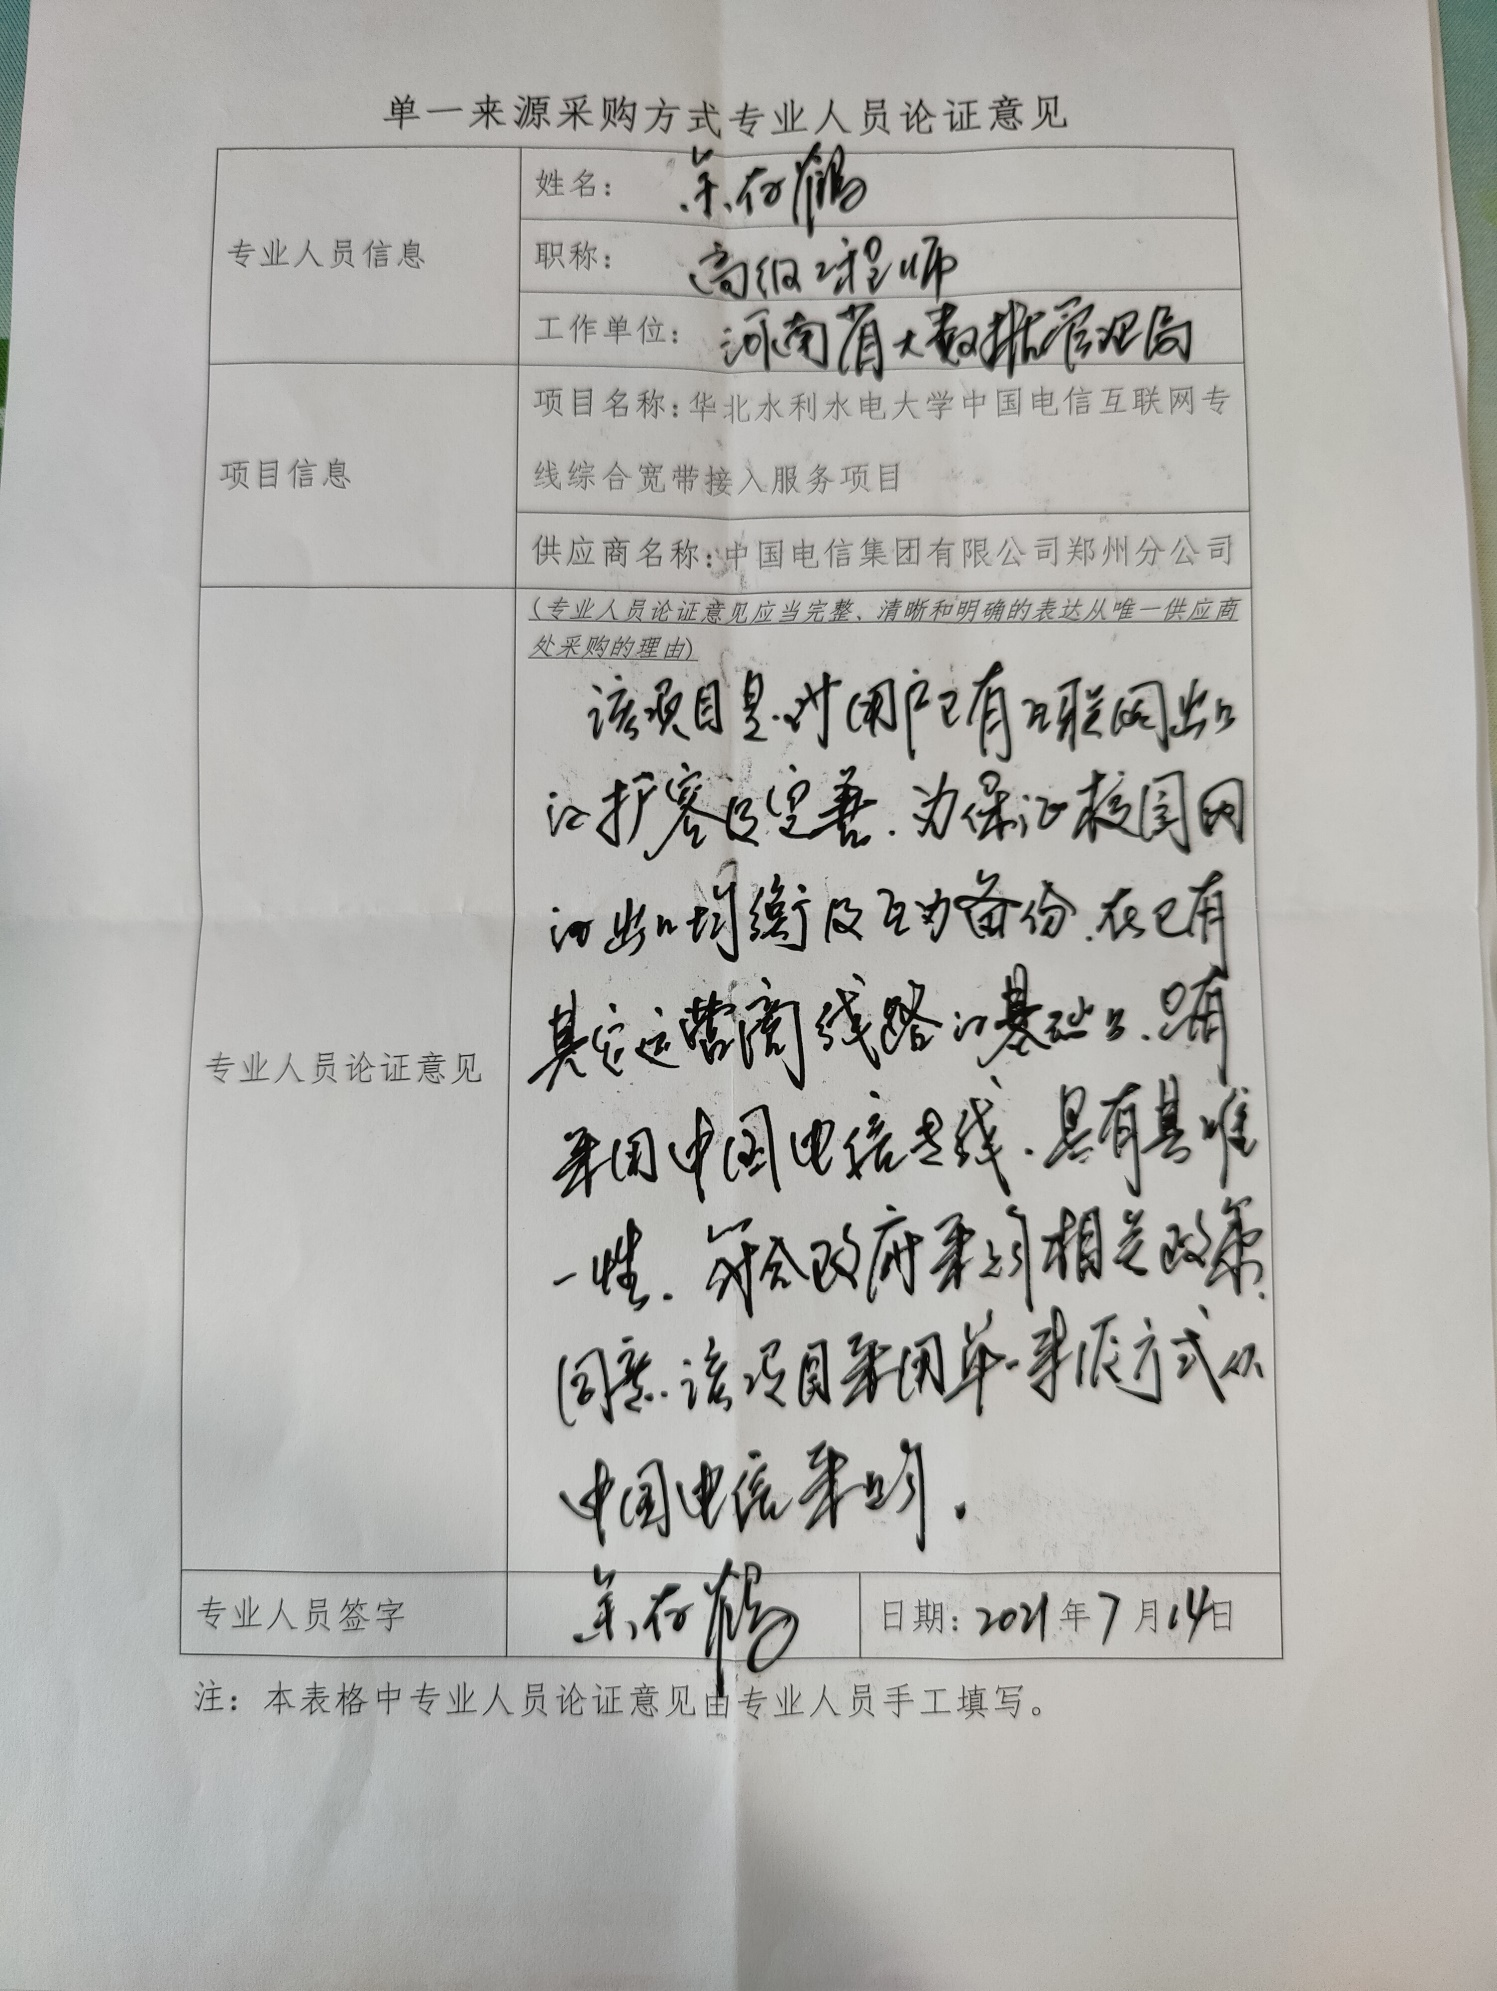 单一来源采购方式专业人员论证意见
专业人员信息
姓名：
职称：高级工程师
工作单位：河南省大数据管理局
项目信息
项目名称：华北水利水电大学中国电信互联网专
线综合宽带接入服务项目
供应商名称：中国电信集团有限公司郑州分公司
专业人员论证意见
（专业人员论证意见应当完整、清晰和明确的表达从唯一供应商
处采购的理由）
该项目是对用户已有互联网出口
的扩容及完善.为保证校园网
的出口均衡及互为备份.在已有
其它运营商线路的基础上.只有
采用中国电信专线.具有其唯
一性.符合政府采购相关政策.
同意.该项目采用单一来源方式从
中国电信采购.
专业人员签字
日期：2021年7月14日
注：本表格中专业人员论证意见由专业人员手工填写。